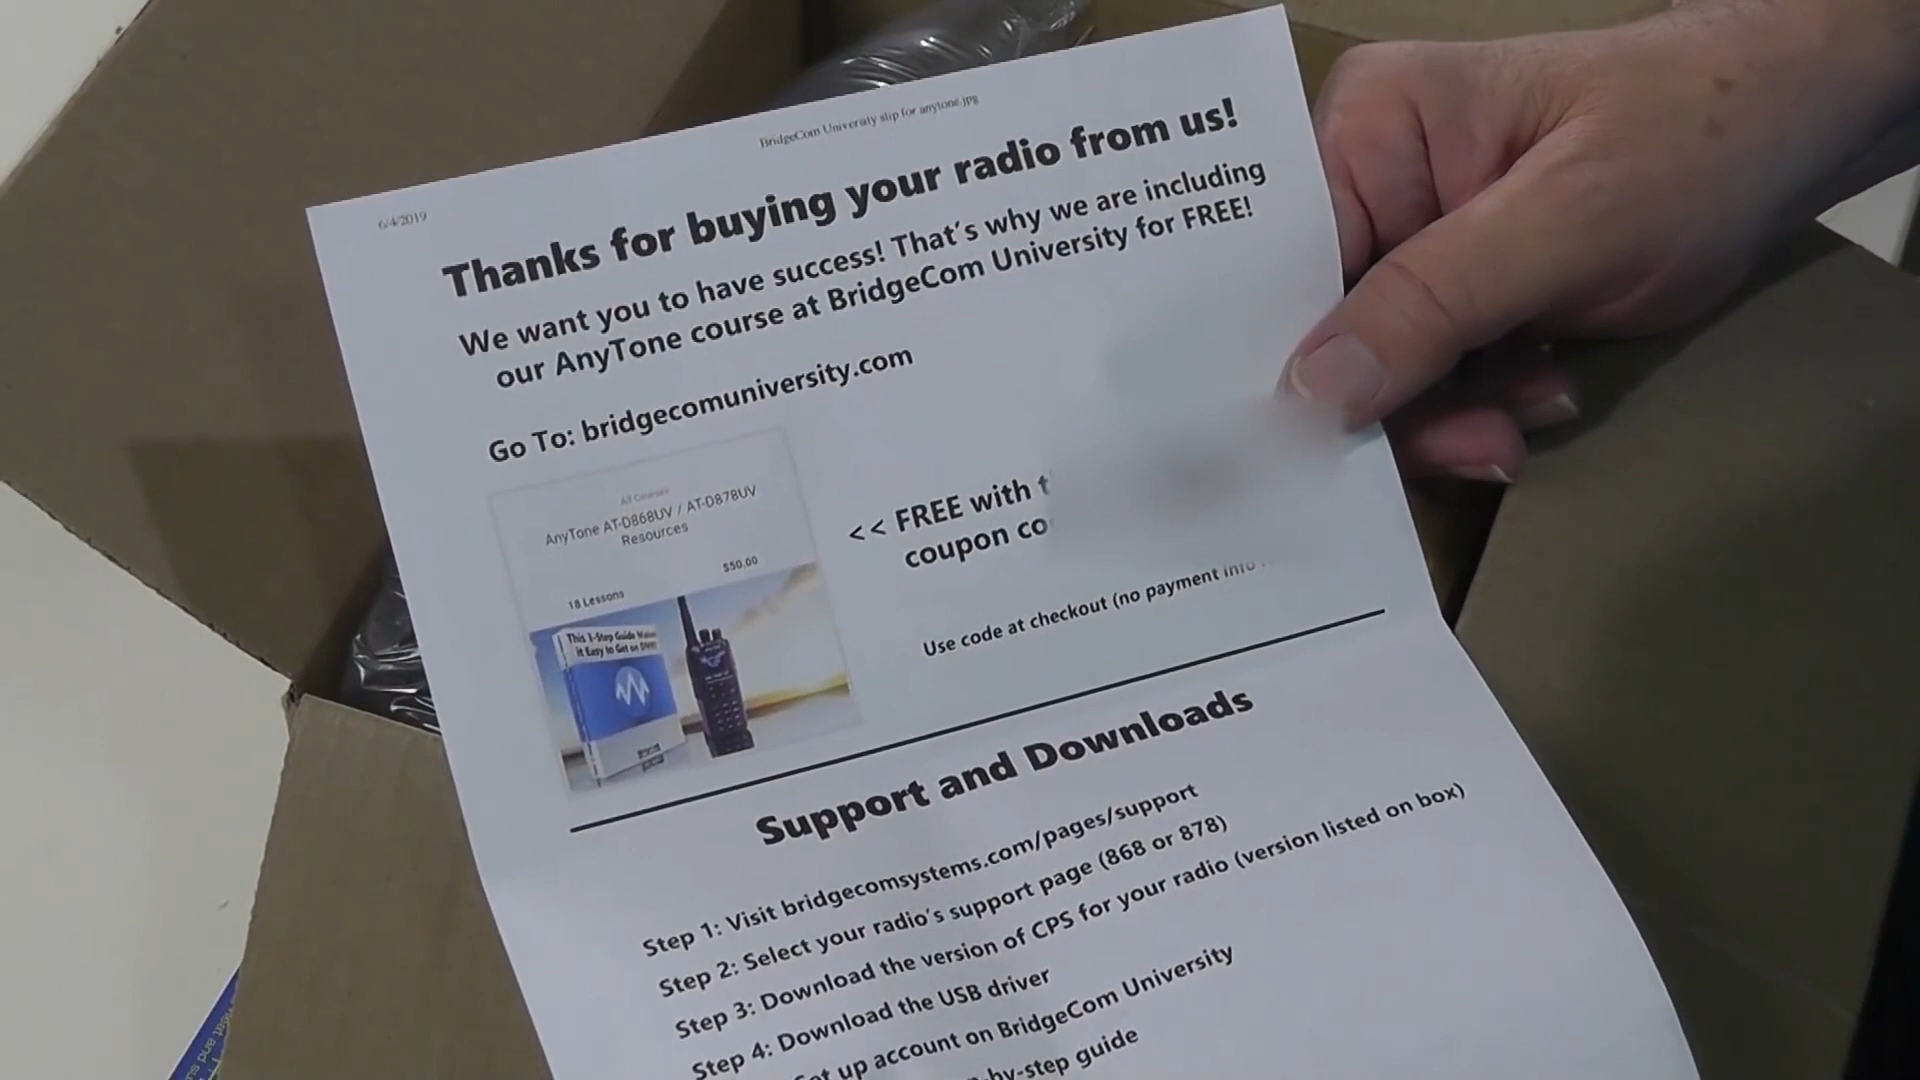 BridgeCom University slip for anytone.jpg
6/4/2019
Thanks for buying your radio from us!
We want you to have success! That's why we are including
our AnyTone course at BridgeCom University for FREE!
Go To: bridgecomuniversity.com
All Courses
AnyTone AT-D868UV / AT-D878UV
Resources
$50.00
18 Lessons
This 3-Step Guide Makes
it Easy to Get on DMR!
<< FREE with
coupon
Use code at checkout (no payment info
Support and Downloads
Step 1: Visit bridgecomsystems.com/pages/support
Step 2: Select your radio's support page (868 or 878)
Step 3: Download the version of CPS for your radio (version listed on box)
Step 4: Download the USB driver
up account on BridgeCom University
-by-step guide